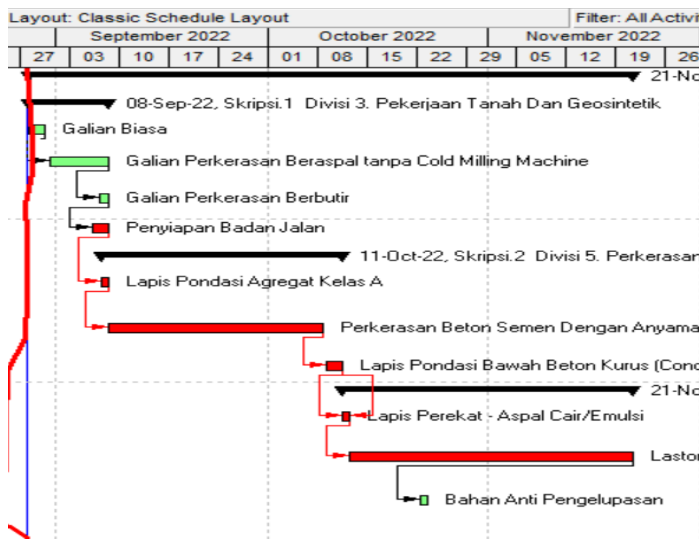 Layout: Classic Schedule Layout Filter: All Activi
September 2022 October 2022 November 2022
27 03 10 17 24 01 08 15 22 29 05 12 19 26
21-No
08-Sep-22, Skripsi.1 Divisi 3. Pekerjaan Tanah Dan Geosintetik
Galian Biasa
Galian Perkerasan Beraspal tanpa Cold Milling Machine
Galian Perkerasan Berbutir
Penyiapan Badan Jalan
11-Oct-22, Skripsi.2 Divisi 5. Perkerasan
Lapis Pondasi Agregat Kelas A
Perkerasan Beton Semen Dengan Anyama
Lapis Pondasi Bawah Beton Kurus (Conc
21-No
Lapis Perekat - Aspal Cair/Emulsi
Laston
Bahan Anti Pengelupasan